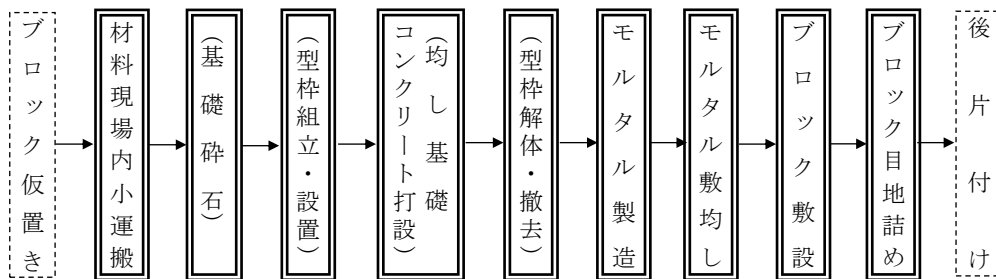 ブロック仮置き
材料現場内小運搬
(基礎砕石)
(型枠組立・設置)
(均し基礎
コンクリート打設)
(型枠解体・撤去)
モルタル製造
モルタル敷均し
ブロック敷設
ブロック目地詰め
後片付け